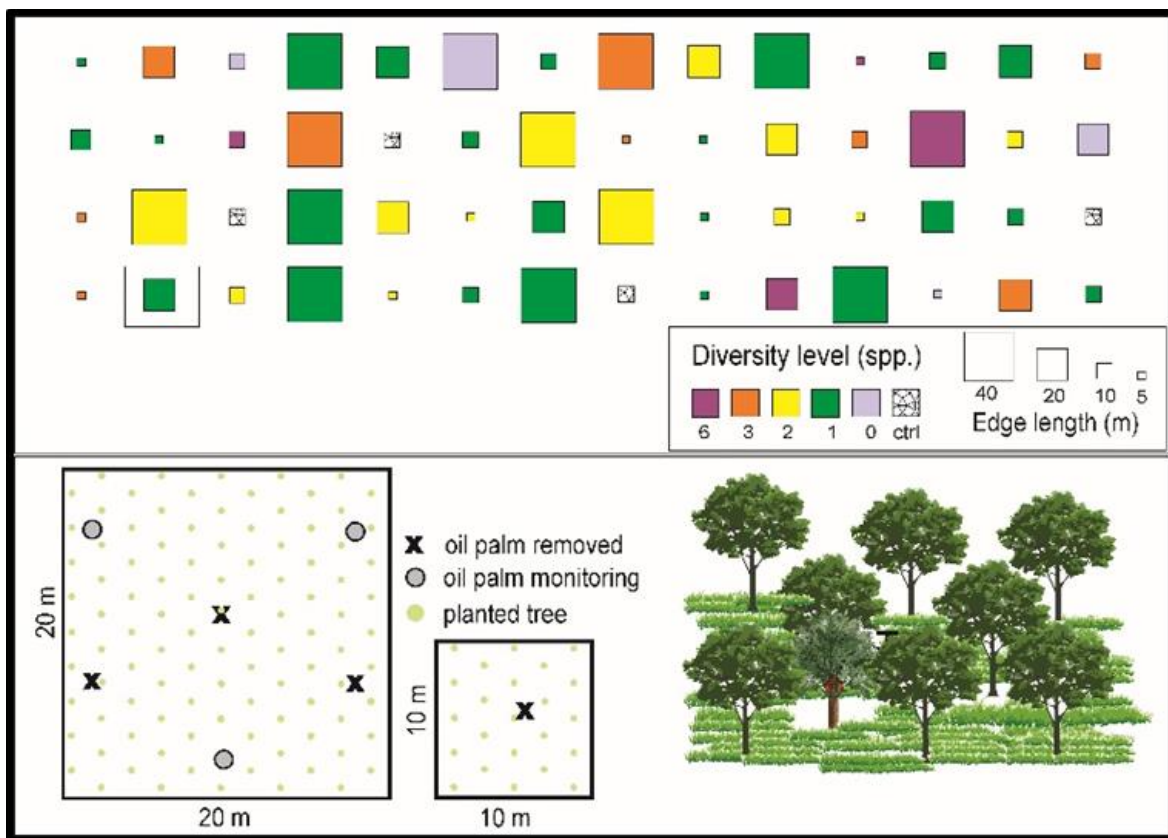 Diversity level (spp.)
6 3 2 1 0 ctrl
40 20 10 5
Edge length (m)
20 m
20 m
x oil palm removed
oil palm monitoring
planted tree
10 m
10 m